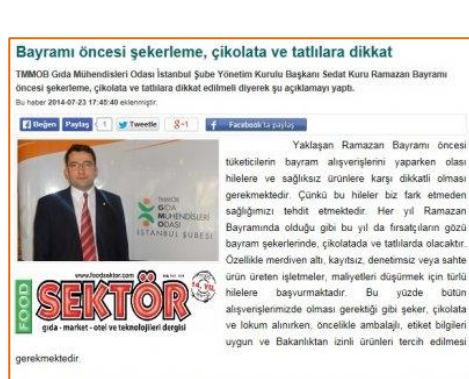 Bayramı öncesi şekerleme, çikolata ve tatlılara dikkat
TMMOB Gıda Mühendisleri Odası İstanbul Şube Yönetim Kurulu Başkanı Sedat Kuru Ramazan Bayramı
öncesi şekerleme, çikolata ve tatlılara dikkat edilmeli diyerek şu açıklamayı yaptı.
Bu haber 2014-07-23 17:45:40 eklenmiştir.
Beğen Paylaş 1 Tweetle 8+1 Facebook'ta paylaş
Yaklaşan Ramazan Bayramı öncesi
tüketicilerin bayram alışverişlerini yaparken olası
hilelere ve sağlıksız ürünlere karşı dikkatli olması
gerekmektedir. Çünkü bu hileler biz fark etmeden
sağlığımızı tehdit etmektedir. Her yıl Ramazan
Bayramında olduğu gibi bu yıl da fırsatçıların gözü
bayram şekerlerinde, çikolatada ve tatlılarda olacaktır.
Özellikle merdiven altı, kayıtsız, denetimsiz veya sahte
ürün üreten işletmeler, maliyetleri düşürmek için türlü
hilelere başvurmaktadır. Bu yüzde bütün
alışverişlerimizde olması gerektiği gibi şeker, çikolata
ve lokum alınırken, öncelikle ambalajlı, etiket bilgileri
uygun ve Bakanlıktan izinli ürünleri tercih edilmesi
gerekmektedir.
TMMOB
GIDA
MÜHENDİSLERİ
ODASI
İSTANBUL ŞUBESİ
www.foodsektor.com
14. YIL
FOOD
SEKTÖR
gıda - market - otel ve teknolojileri dergisi